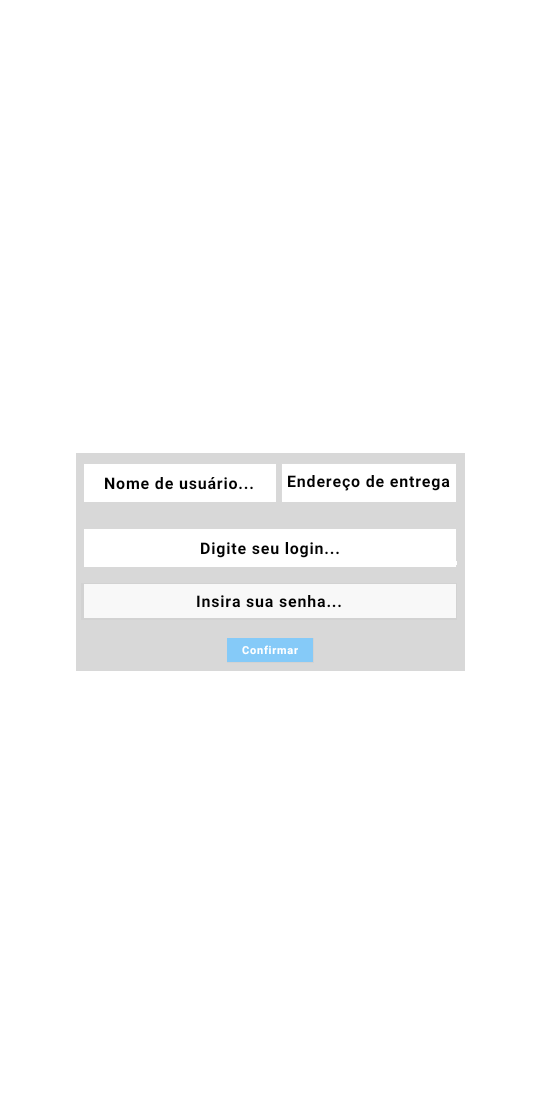 Nome de usuário...
Endereço de entrega
Digite seu login...
Insira sua senha...
Confirmar